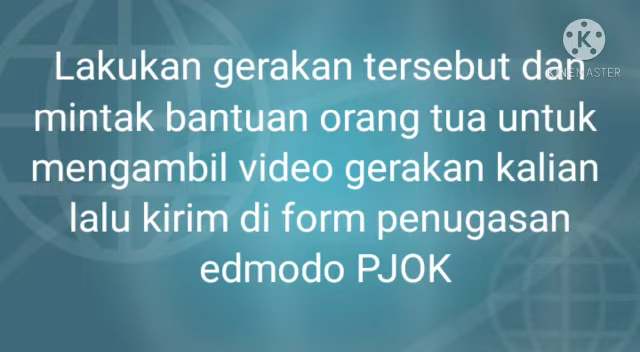 Lakukan gerakan tersebut dan
KINEMASTER
mintak bantuan orang tua untuk
mengambil video gerakan kalian
lalu kirim di form penugasan
edmodo PJOK